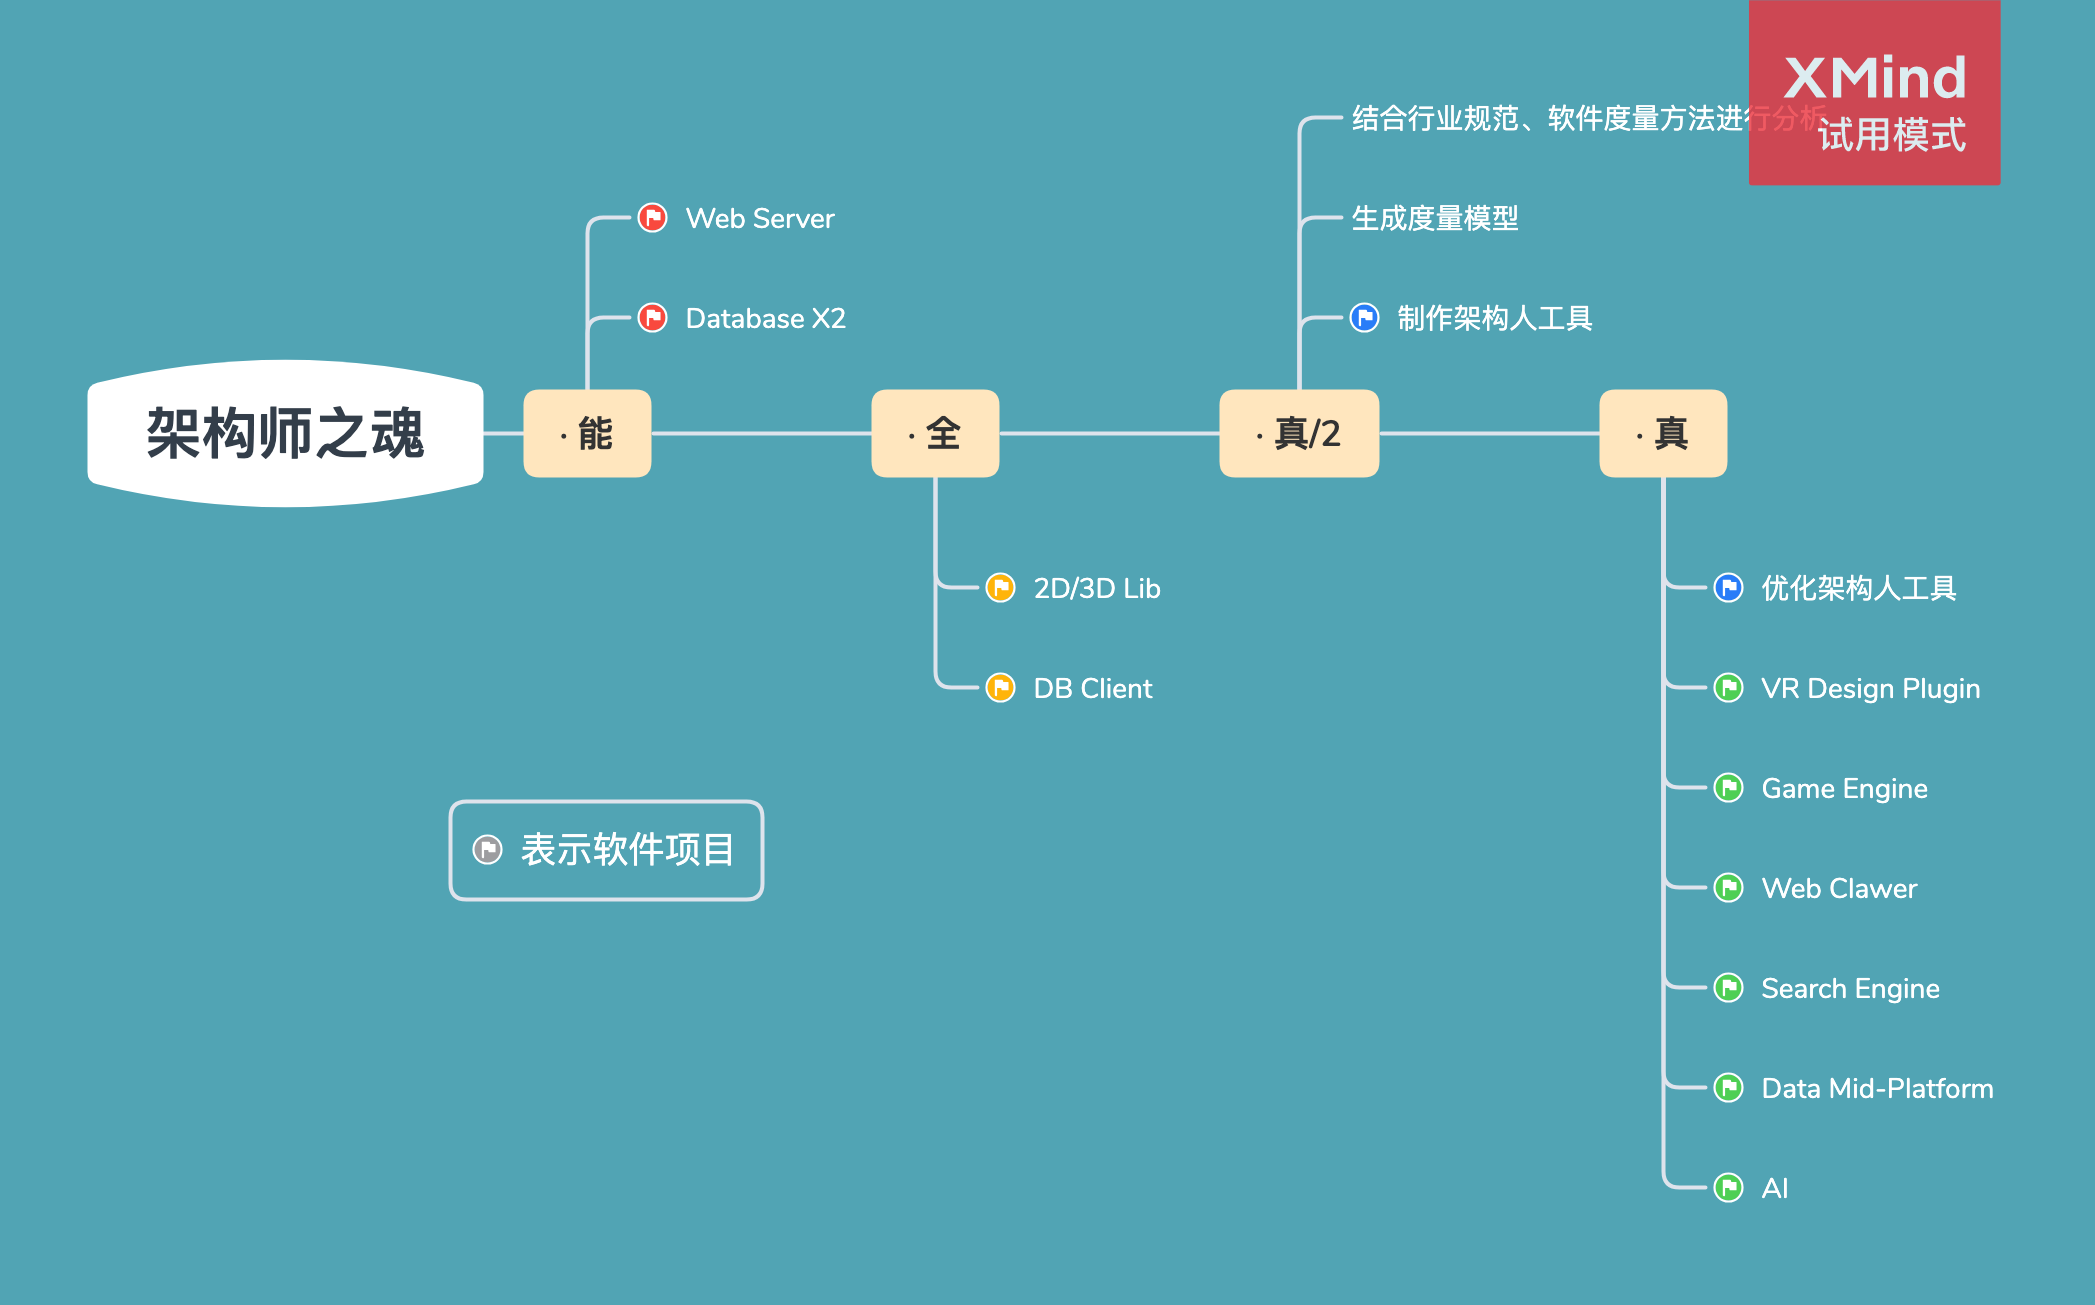 XMind
试用模式
结合行业规范、软件度量方法进行分析
生成度量模型
制作架构人工具
Web Server
Database X2
架构师之魂
· 能
· 全
· 真/2
· 真
2D/3D Lib
DB Client
优化架构人工具
VR Design Plugin
Game Engine
Web Clawer
Search Engine
Data Mid-Platform
AI
表示软件项目